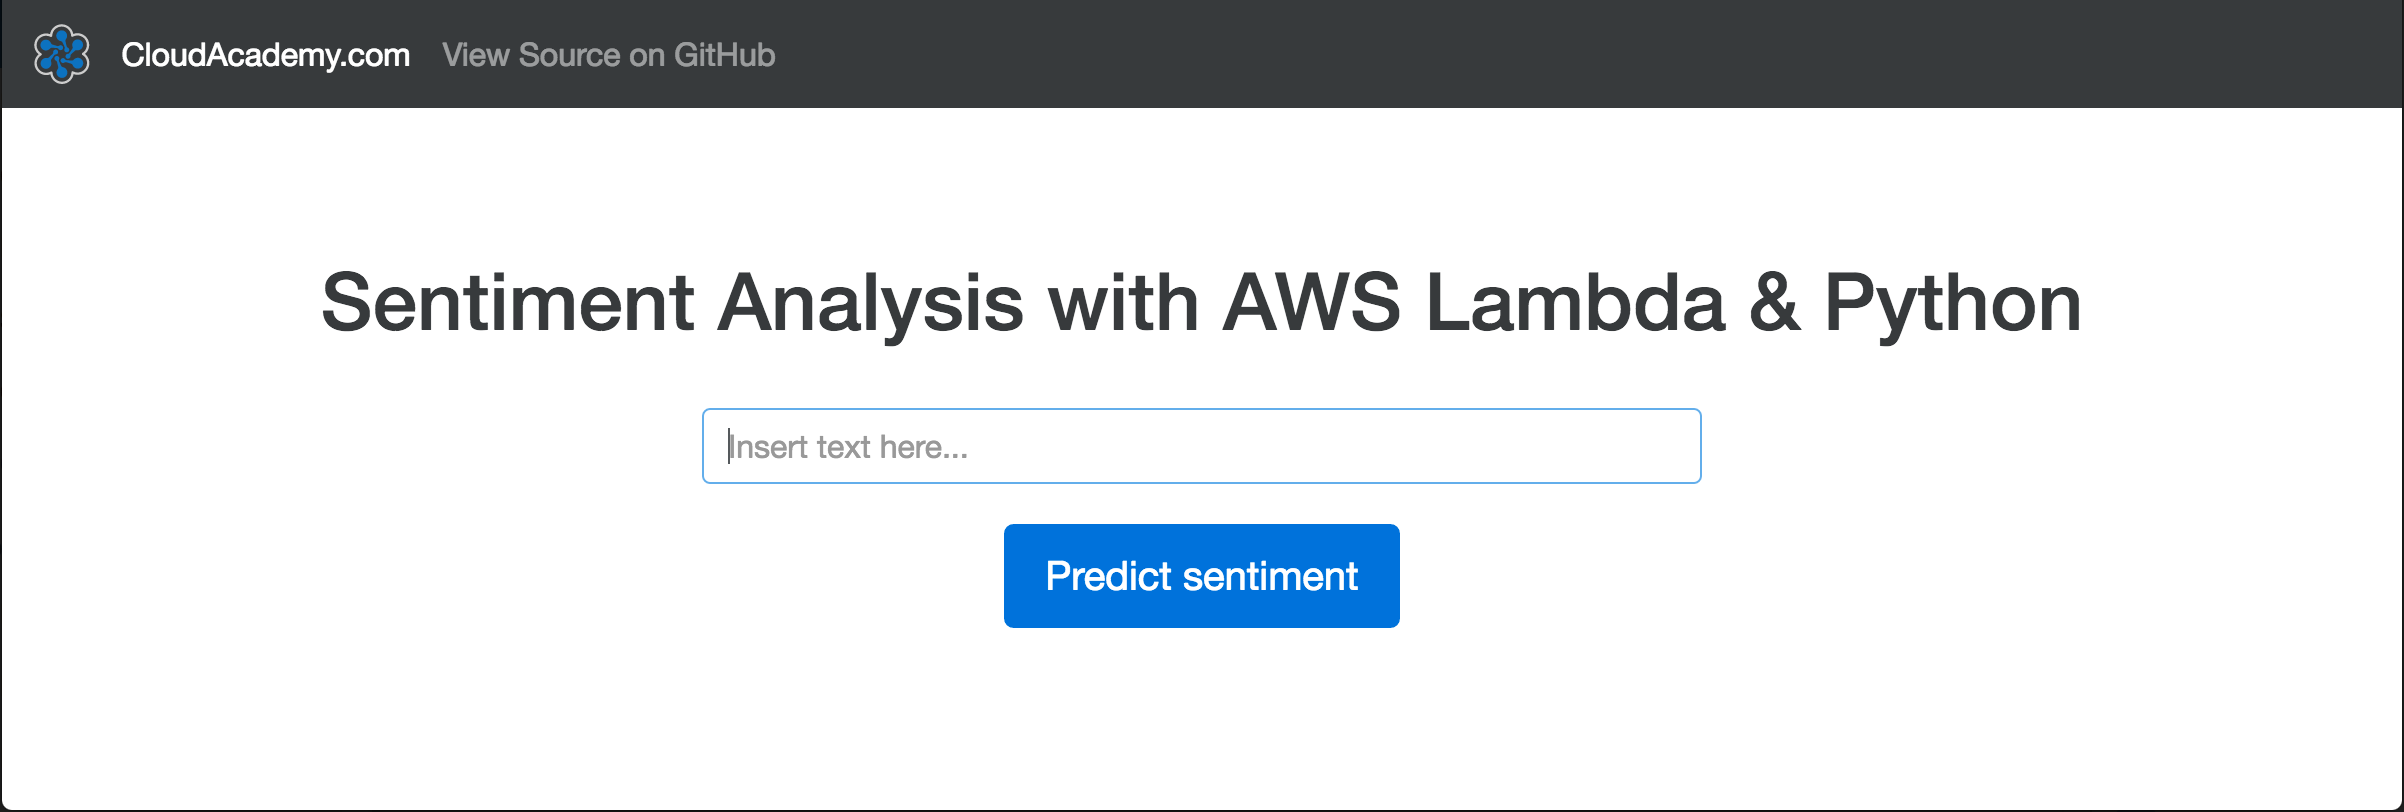 CloudAcademy.com View Source on GitHub
Sentiment Analysis with AWS Lambda & Python
Insert text here...
Predict sentiment